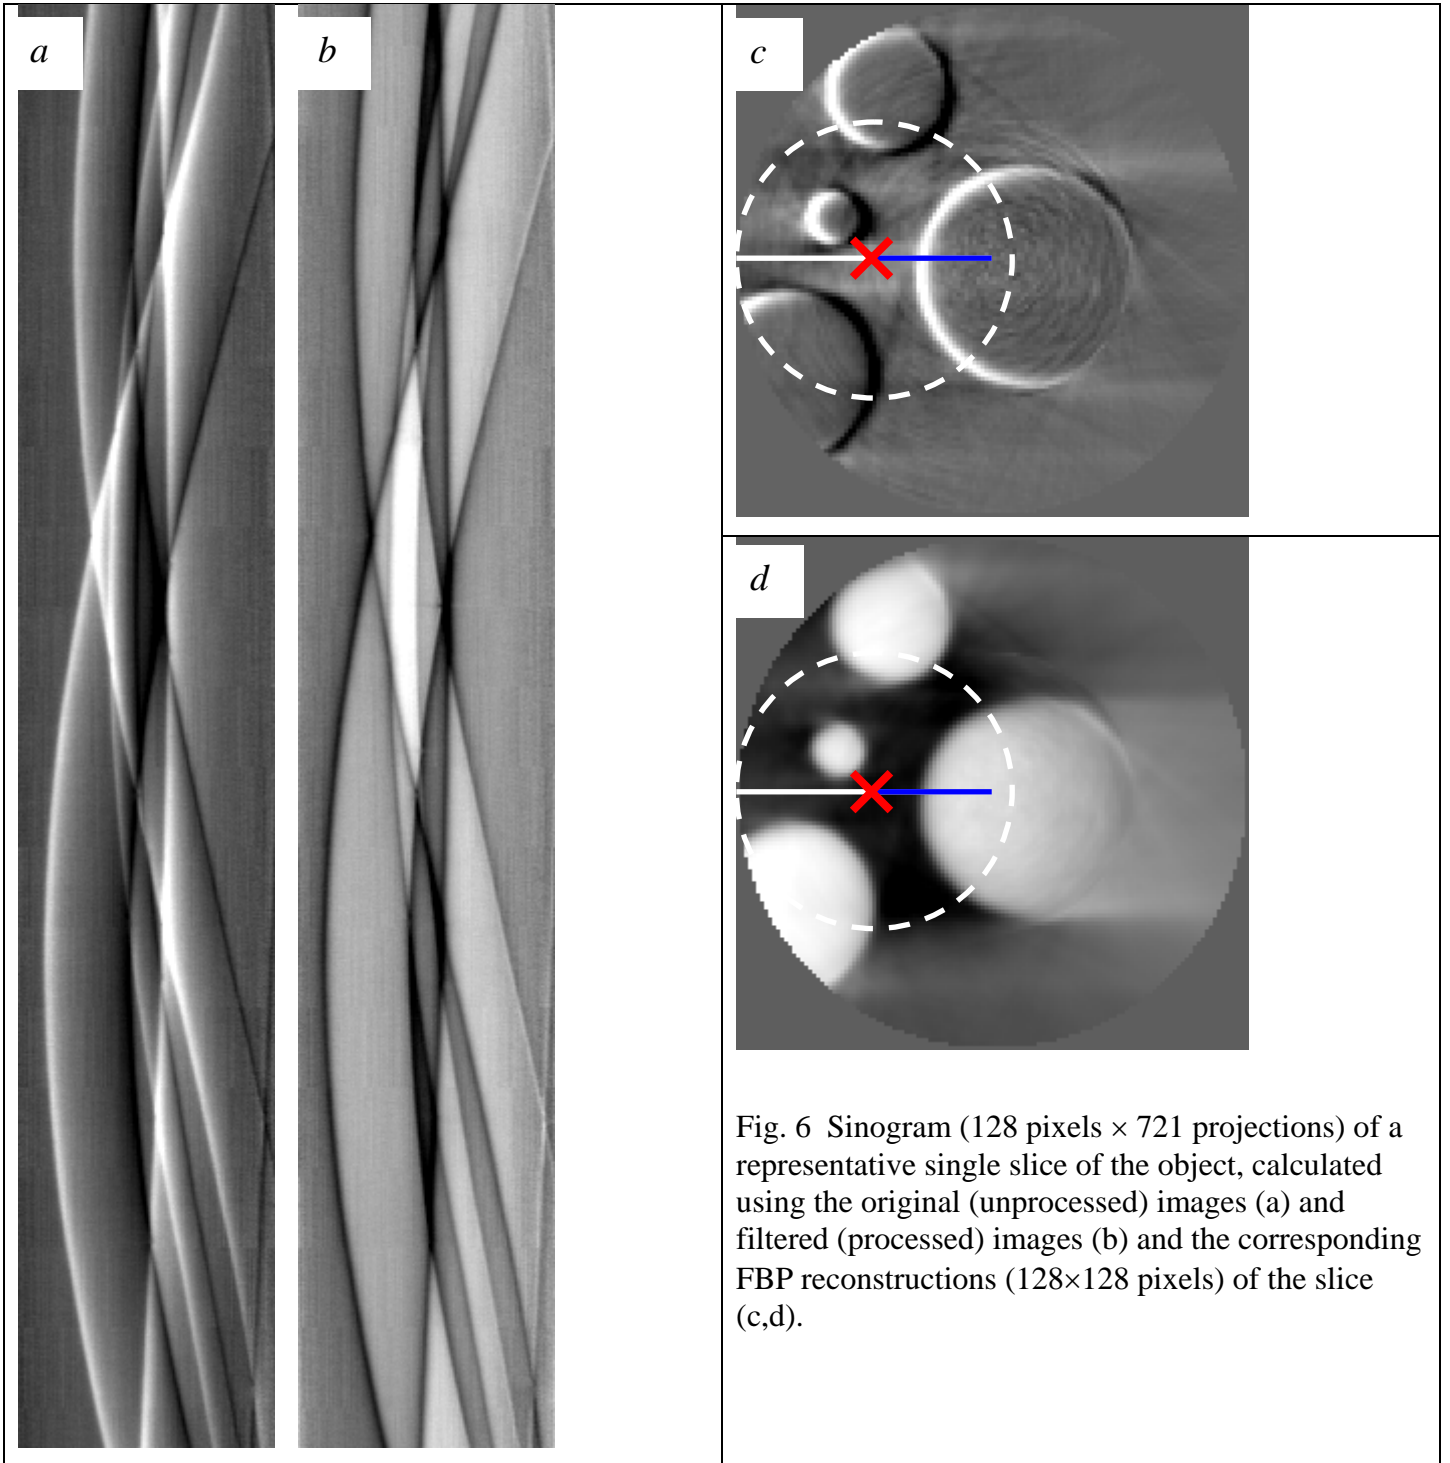 a
b
c
d
Fig. 6 Sinogram (128 pixels × 721 projections) of a
representative single slice of the object, calculated
using the original (unprocessed) images (a) and
filtered (processed) images (b) and the corresponding
FBP reconstructions (128×128 pixels) of the slice
(c,d).